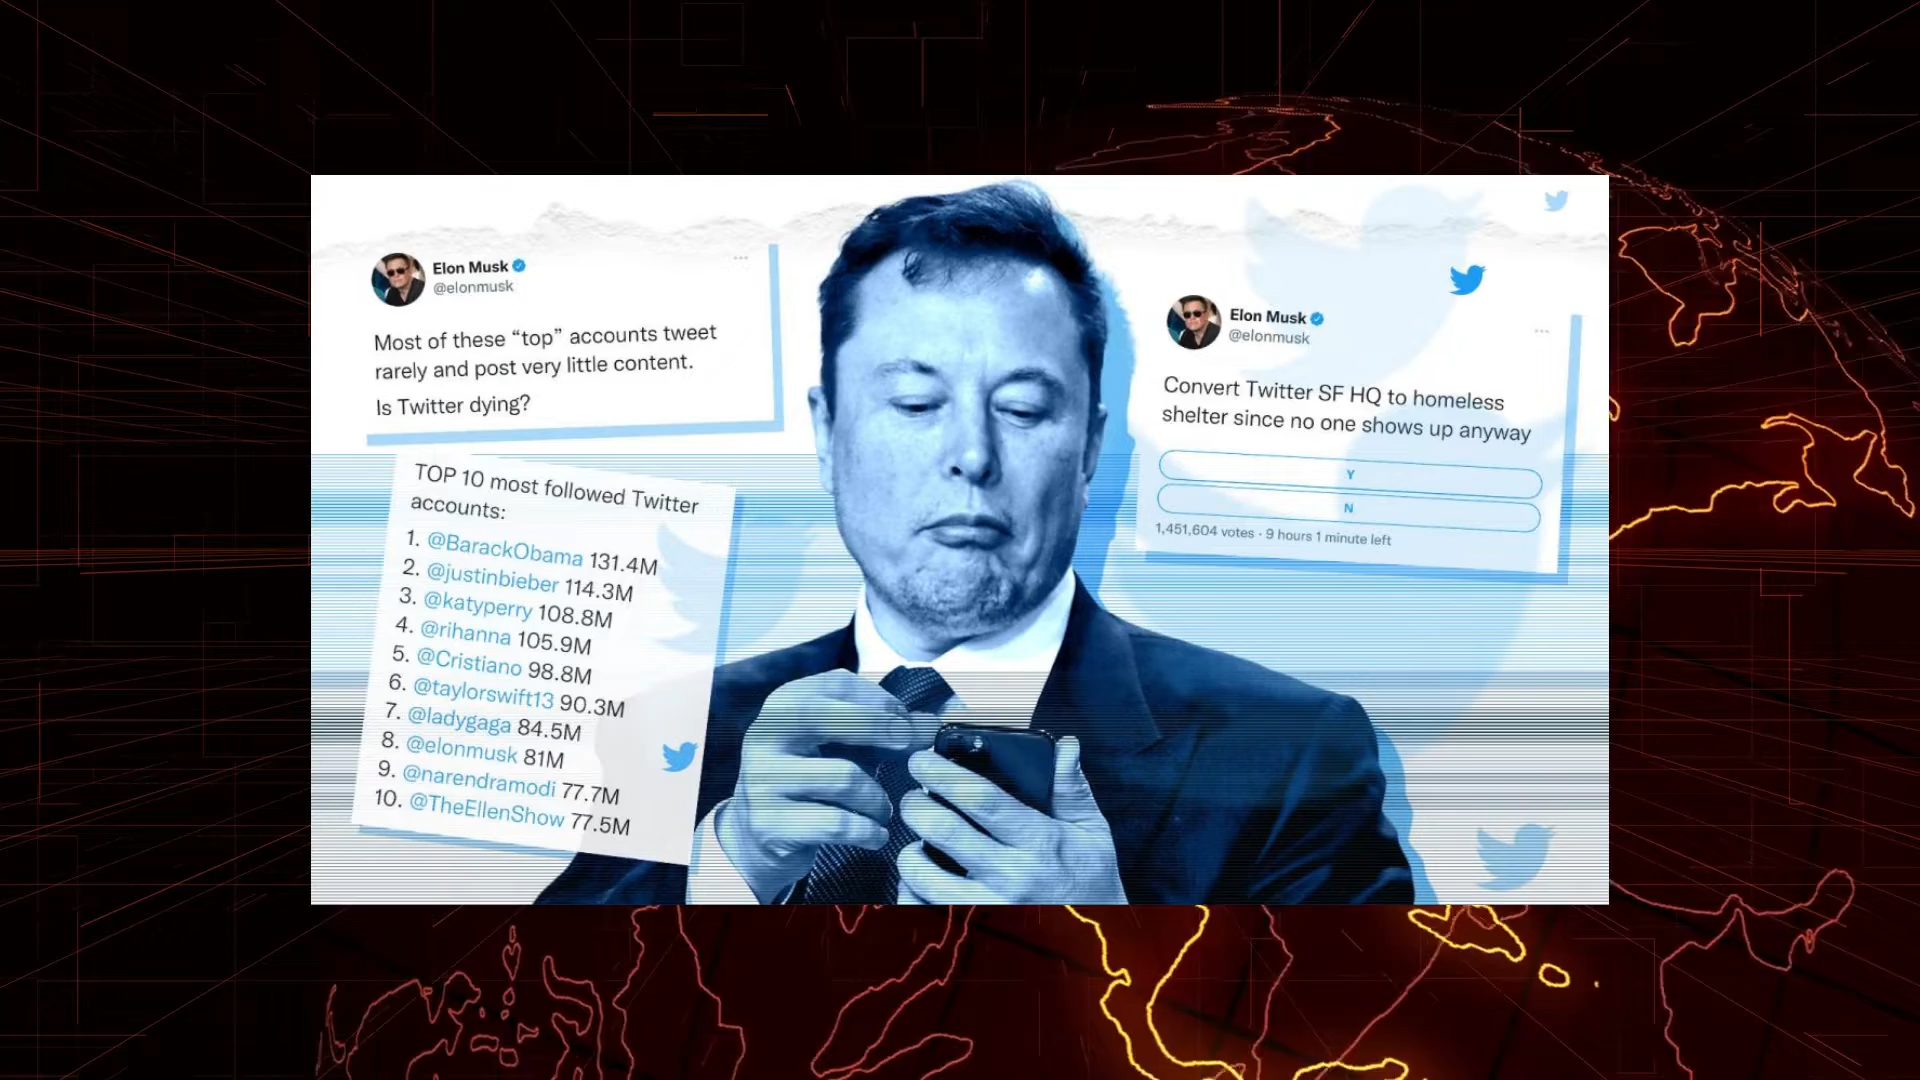 Elon Musk
@elonmusk
Most of these “top” accounts tweet
rarely and post very little content.
Is Twitter dying?
TOP 10 most followed Twitter
accounts:
1. @BarackObama 131.4M
2. @justinbieber 114.3M
3. @katyperry 108.8M
4. @rihanna 105.9M
5. @Cristiano 98.8M
6. @taylorswift13 90.3M
7. @ladygaga 84.5M
8. @elonmusk 81M
9. @narendramodi 77.7M
10. @TheEllenShow 77.5M
Elon Musk
@elonmusk
Convert Twitter SF HQ to homeless
shelter since no one shows up anyway
Y
N
1,451,604 votes · 9 hours 1 minute left